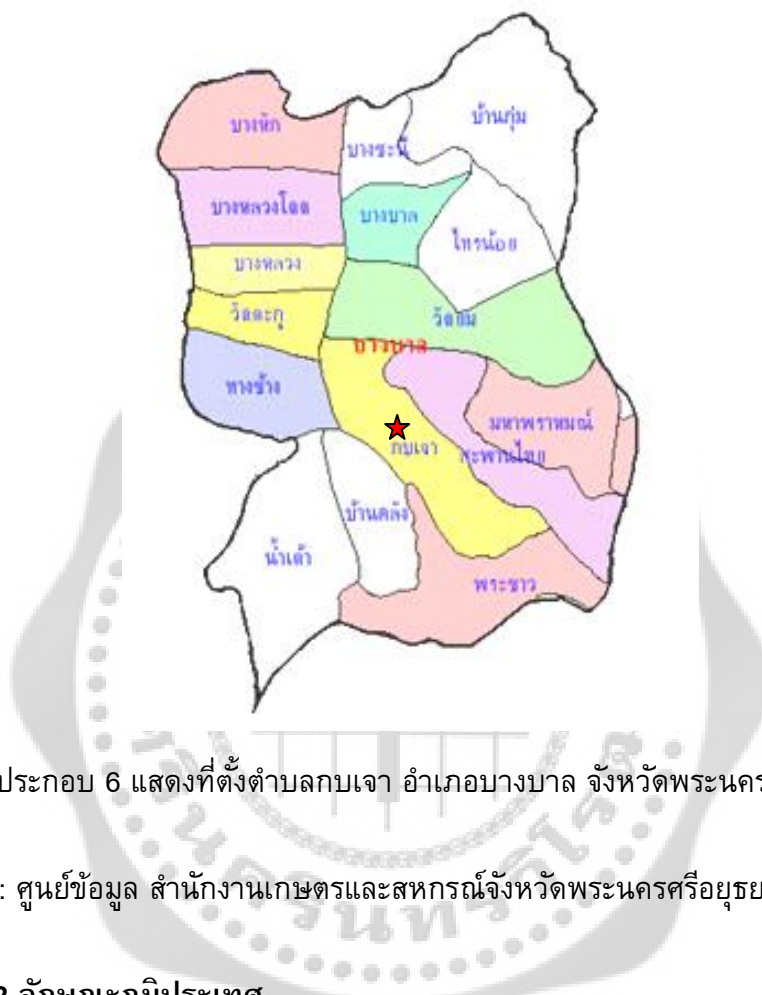 บ้านกุ่ม
บางหัก
บางชะนี
บางหลวงโดด
บางบาล
ไทรน้อย
บางหลวง
วัดตะกู
วัดยม
ทางช้าง
มหาพราหมณ์
กบเจา
สะพานไทย
บ้านคลัง
น้ำเต้า
พระขาว
ประกอบ 6 แสดงที่ตั้งตำบลกบเจา อำเภอบางบาล จังหวัดพระนคร
: ศูนย์ข้อมูล สำนักงานเกษตรและสหกรณ์จังหวัดพระนครศรีอยุธย